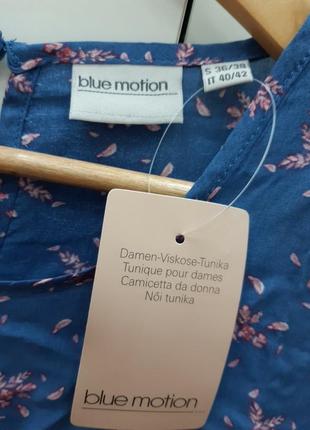 blue motion
S 36/38
IT 40/42
Damen-Viskose-Tunika
Tunique pour dames
Camicetta da donna
Női tunika
blue motion